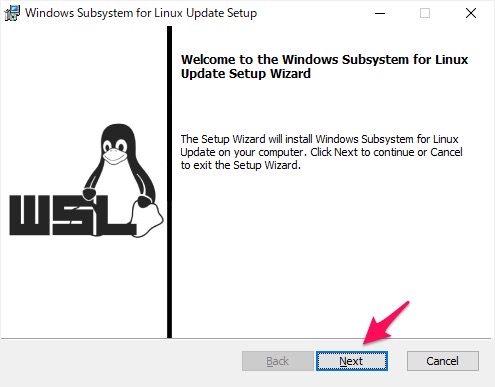 Windows Subsystem for Linux Update Setup
Welcome to the Windows Subsystem for Linux
Update Setup Wizard
The Setup Wizard will install Windows Subsystem for Linux
Update on your computer. Click Next to continue or Cancel
to exit the Setup Wizard.
WSL
Back Next Cancel